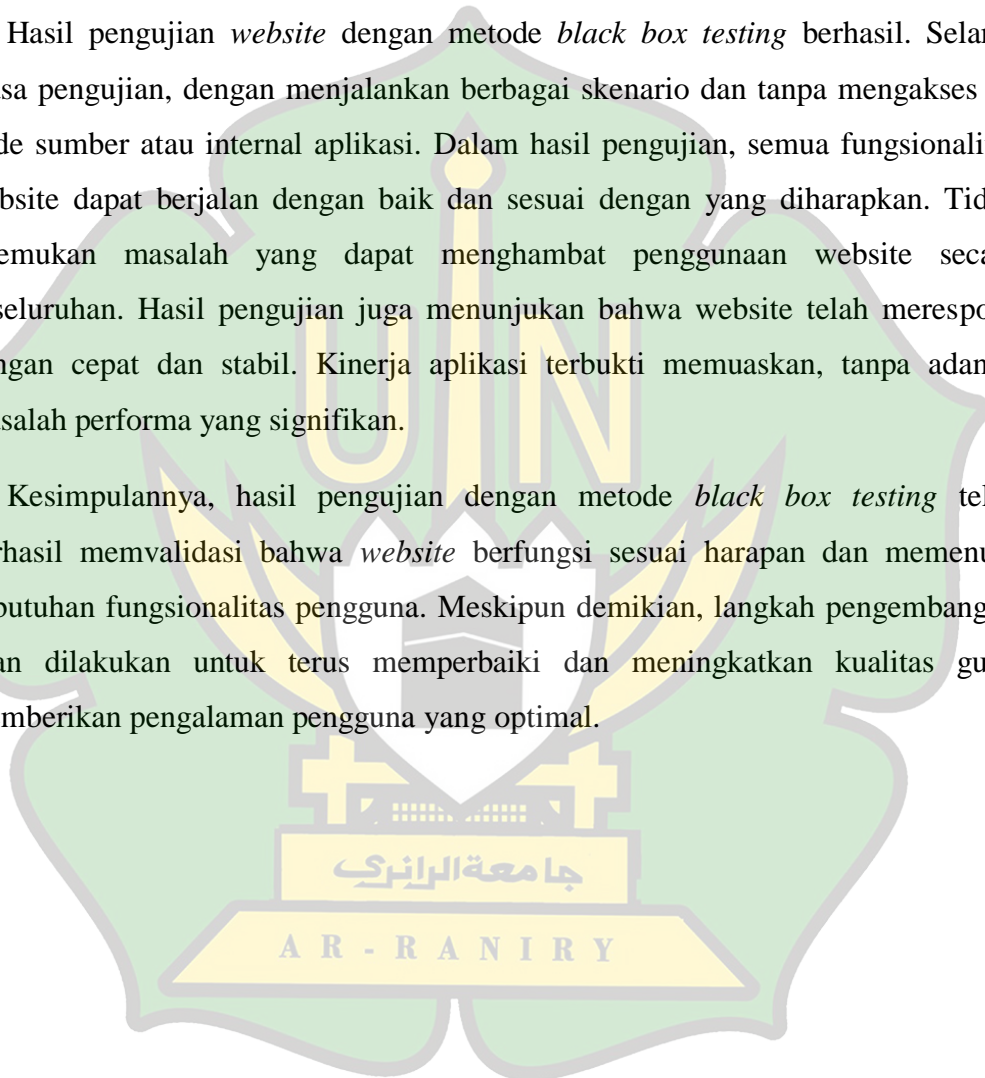 Hasil pengujian website dengan metode black box testing berhasil. Sela
asa pengujian, dengan menjalankan berbagai skenario dan tanpa mengakses
de sumber atau internal aplikasi. Dalam hasil pengujian, semua fungsionalit
bsite dapat berjalan dengan baik dan sesuai dengan yang diharapkan. Tid
emukan masalah yang dapat menghambat penggunaan website seca
seluruhan. Hasil pengujian juga menunjukan bahwa website telah merespo
ngan cepat dan stabil. Kinerja aplikasi terbukti memuaskan, tanpa adan
salah performa yang signifikan.
Kesimpulannya, hasil pengujian dengan metode black box testing tel
rhasil memvalidasi bahwa website berfungsi sesuai harapan dan memenu
butuhan fungsionalitas pengguna. Meskipun demikian, langkah pengembang
an dilakukan untuk terus memperbaiki dan meningkatkan kualitas gu
mberikan pengalaman pengguna yang optimal.
UIN
جامعة الرانري
AR-RANIRY